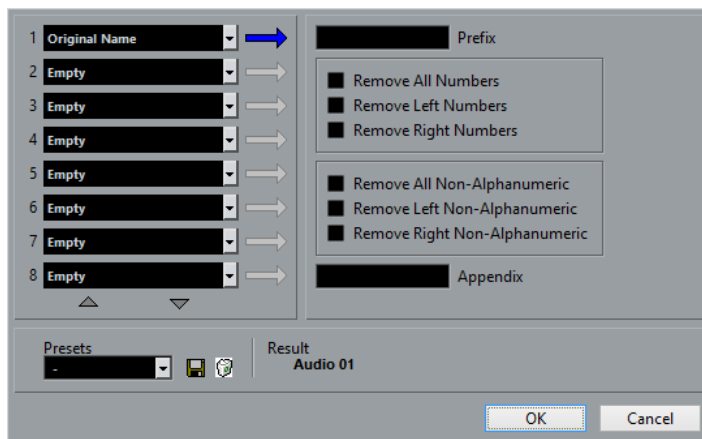 1 Original Name
2 Empty
3 Empty
4 Empty
5 Empty
6 Empty
7 Empty
8 Empty
Prefix
Remove All Numbers
Remove Left Numbers
Remove Right Numbers
Remove All Non-Alphanumeric
Remove Left Non-Alphanumeric
Remove Right Non-Alphanumeric
Appendix
Presets
-
Result
Audio 01
OK
Cancel